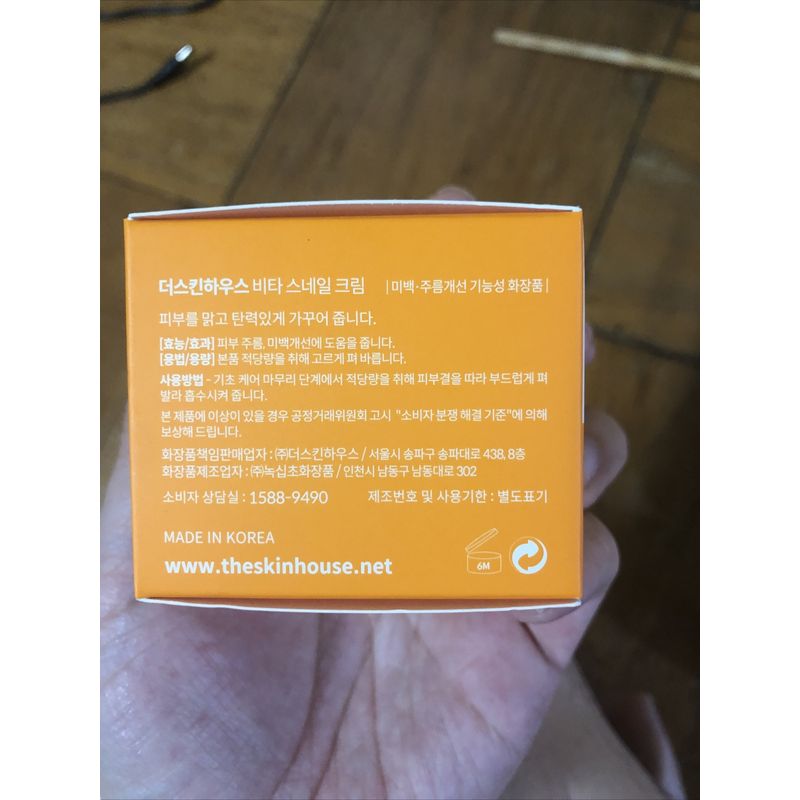 더스킨하우스 비타 스네일 크림 |미백·주름개선 기능성 화장품|
피부를 맑고 탄력있게 가꾸어 줍니다.
[효능/효과] 피부 주름, 미백개선에 도움을 줍니다.
[용법/용량] 본품 적당량을 취해 고르게 펴 바릅니다.
사용방법 - 기초 케어 마무리 단계에서 적당량을 취해 피부결을 따라 부드럽게 펴
발라 흡수시켜 줍니다.
본 제품에 이상이 있을 경우 공정거래위원회 고시 "소비자 분쟁 해결 기준"에 의해
보상해 드립니다.
화장품책임판매업자 : ㈜더스킨하우스 / 서울시 송파구 송파대로 438, 8층
화장품제조업자 : ㈜녹십초화장품 / 인천시 남동구 남동대로 302
소비자 상담실 : 1588-9490 제조번호 및 사용기한 : 별도표기
MADE IN KOREA
www.theskinhouse.net
6M